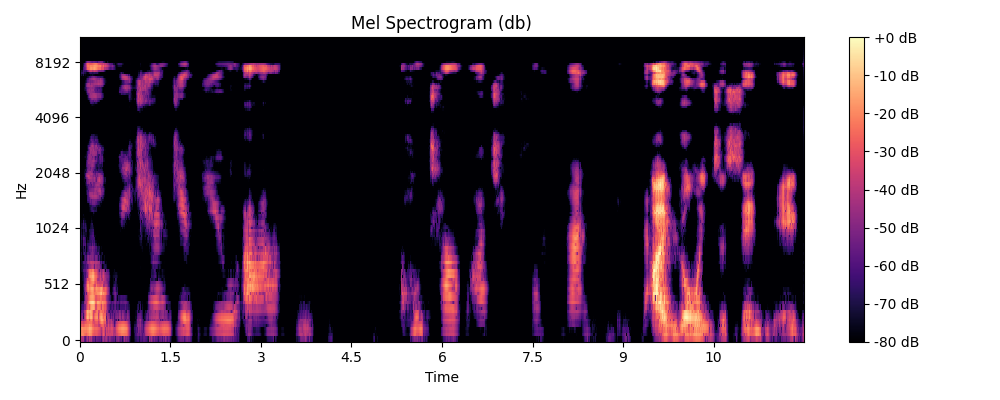 Mel Spectrogram (db)
8192
4096
2048
1024
512
0
Hz
0 1.5 3 4.5 6 7.5 9 10
Time
+0 dB
-10 dB
-20 dB
-30 dB
-40 dB
-50 dB
-60 dB
-70 dB
-80 dB